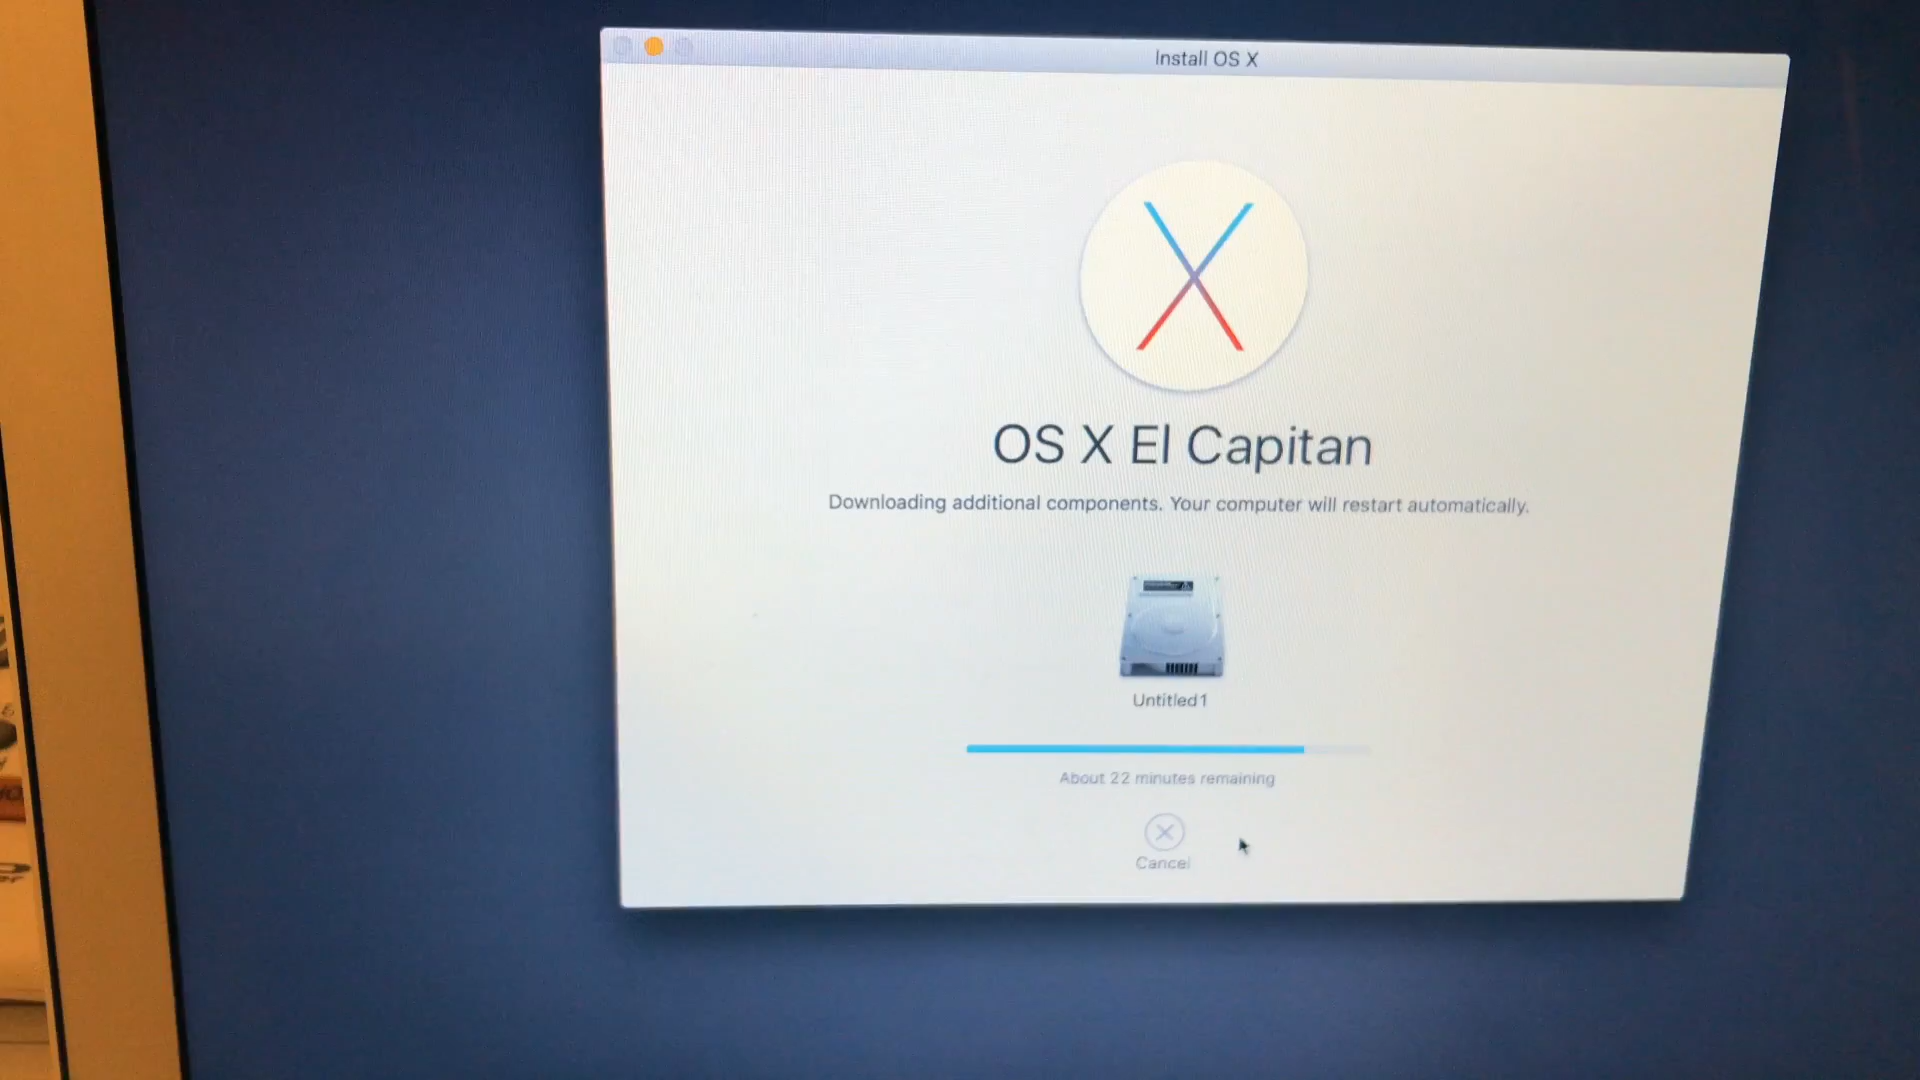 Install OS X
OS X El Capitan
Downloading additional components. Your computer will restart automatically.
Untitled1
About 22 minutes remaining
Cancel